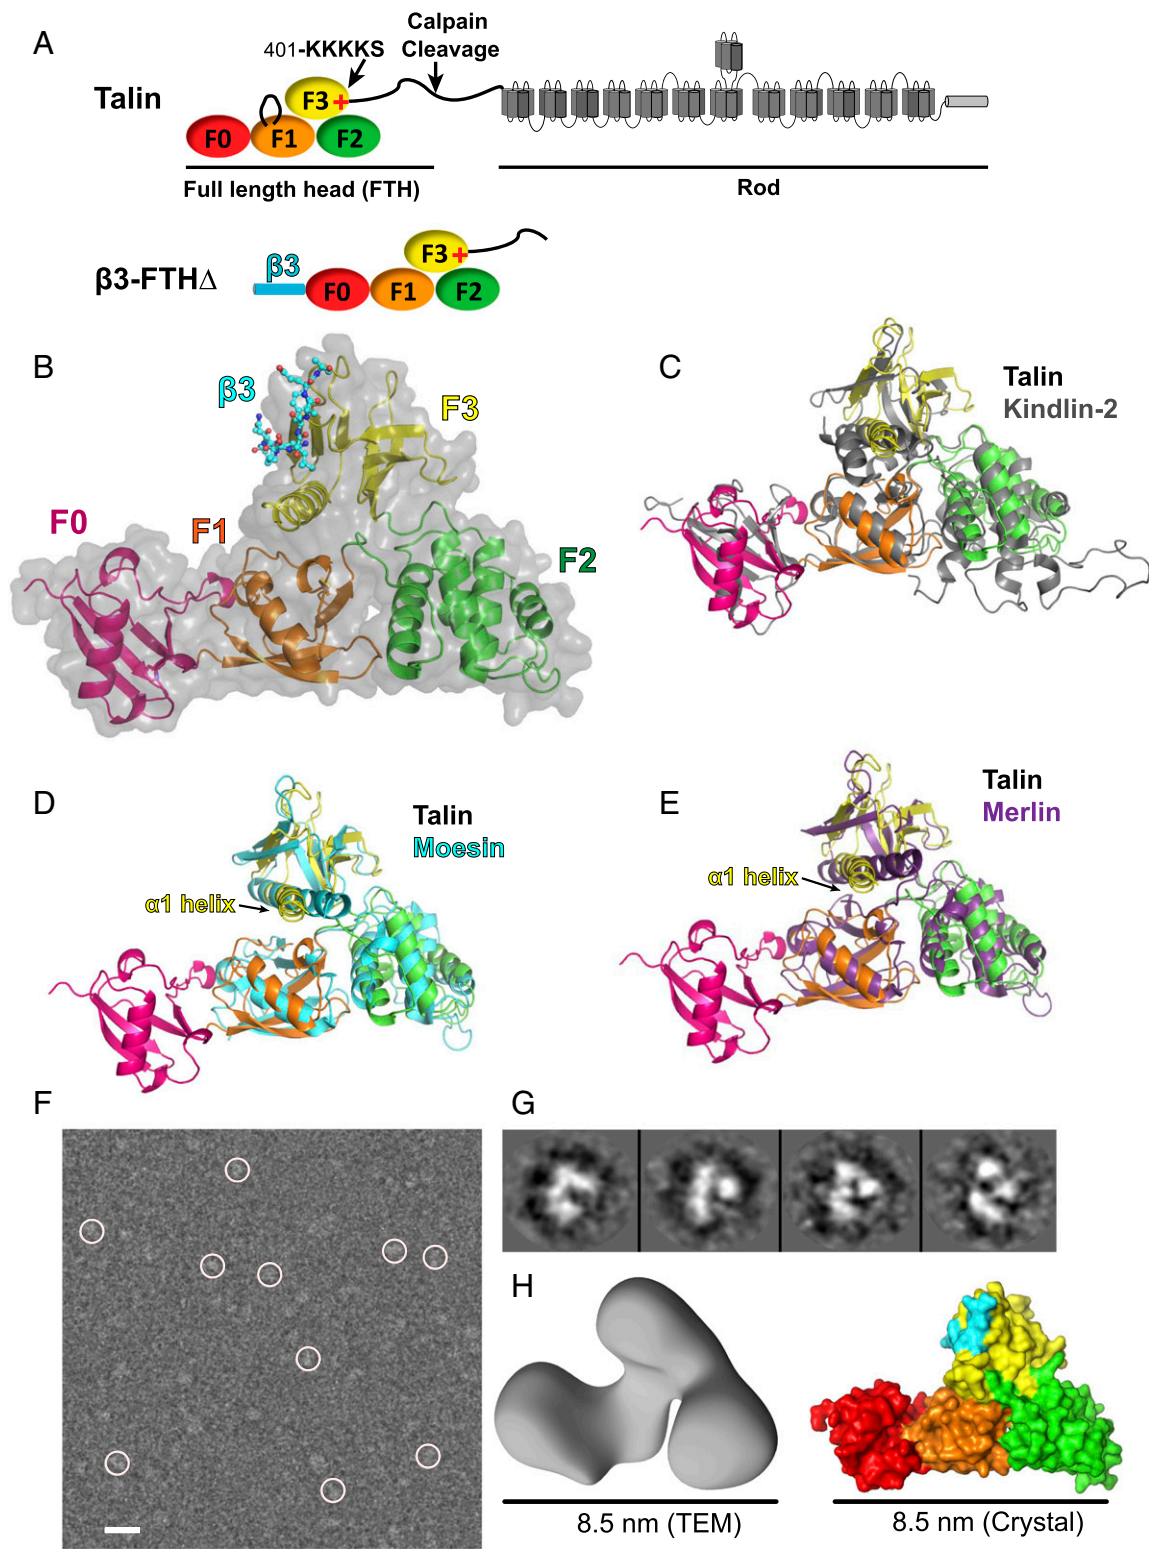 A
Talin
401-KKKKS
Calpain
Cleavage
F3+
F0
F1
F2
Full length head (FTH)
Rod
β3-FTH∆
β3
F3+
F0
F1
F2
B
β3
F3
F0
F1
F2
C
Talin
Kindlin-2
D
Talin
Moesin
α1 helix
E
Talin
Merlin
α1 helix
F
G
H
8.5 nm (TEM)
8.5 nm (Crystal)